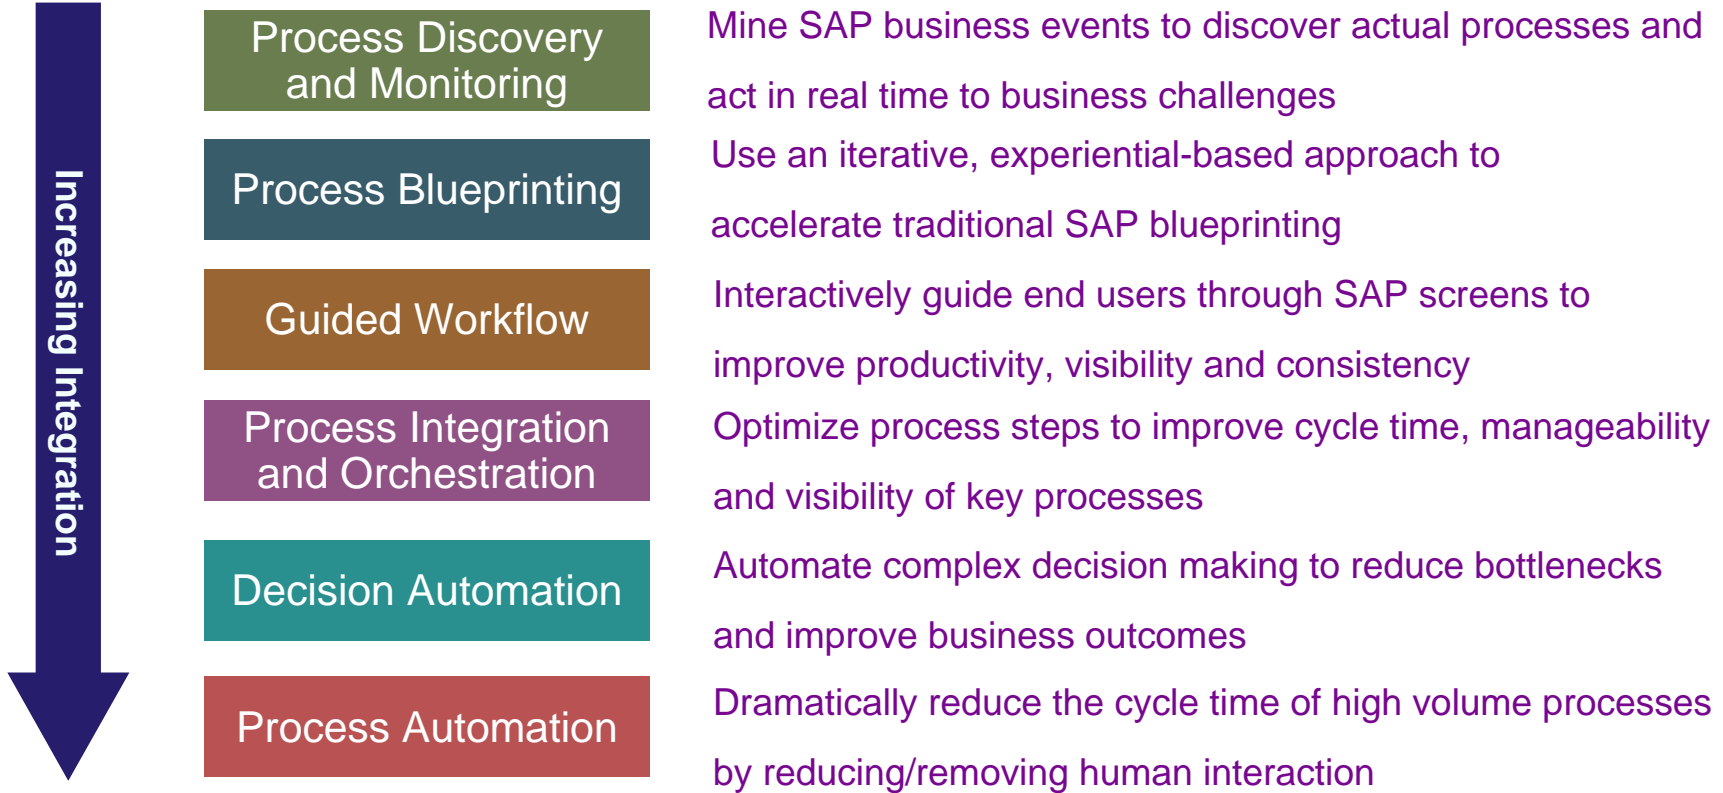 Increasing Integration
Process Discovery
and Monitoring
Mine SAP business events to discover actual processes and
act in real time to business challenges
Process Blueprinting
Use an iterative, experiential-based approach to
accelerate traditional SAP blueprinting
Guided Workflow
Interactively guide end users through SAP screens to
improve productivity, visibility and consistency
Process Integration
and Orchestration
Optimize process steps to improve cycle time, manageability
and visibility of key processes
Decision Automation
Automate complex decision making to reduce bottlenecks
and improve business outcomes
Process Automation
Dramatically reduce the cycle time of high volume processes
by reducing/removing human interaction